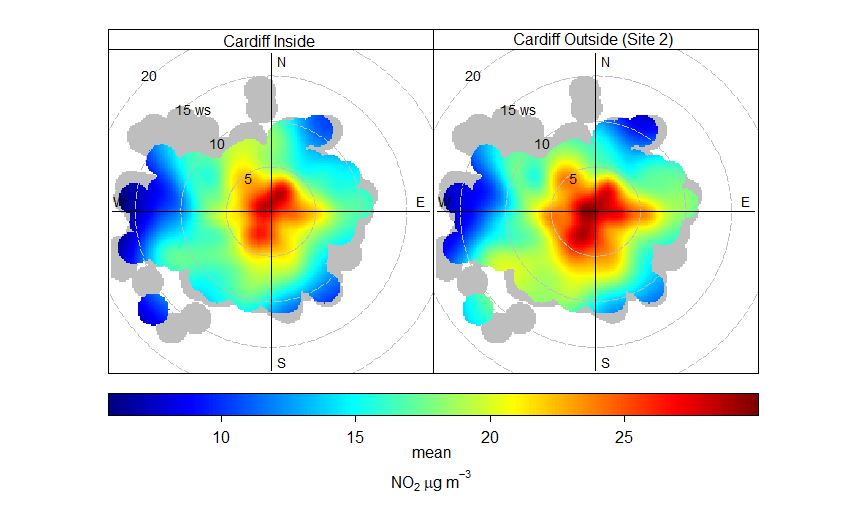 Cardiff Inside
Cardiff Outside (Site 2)
N
20
15 ws
10
5
W
E
S
N
20
15 ws
10
5
W
E
S
10 15 20 25
mean
NO₂ µg m⁻³